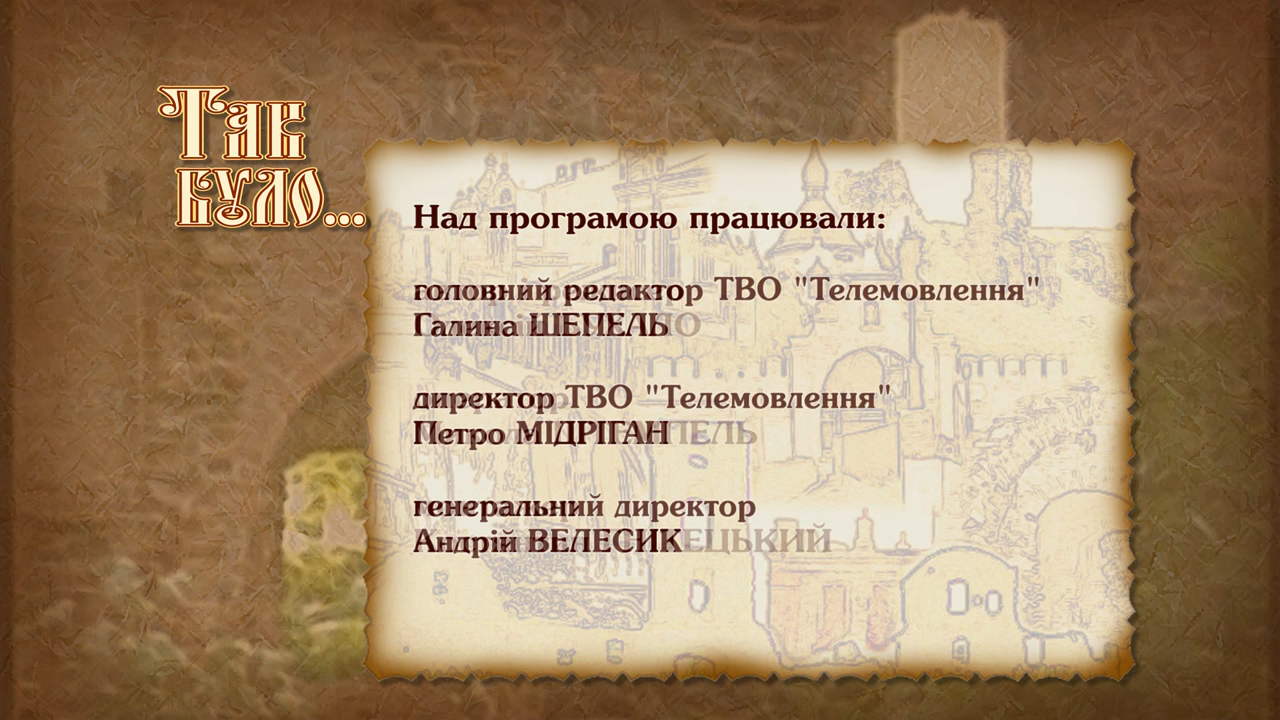 Так
було...
Над програмою працювали:
головний редактор ТВО "Телемовлення"
Галина ШЕПЕЛЬ
директор ТВО "Телемовлення"
Петро МІДРІГАН
генеральний директор
Андрій ВЕЛЕСИК